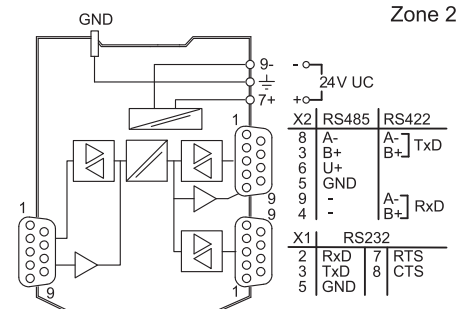 GND
Zone 2
9- - 24V UC
7+ +
1
X2 RS485 RS422
8 A- A- TxD
3 B+ B+
6 U+
5 GND
9 - A- RxD
4 - B+
9
9
1
1
9
X1 RS232
2 RxD 7 RTS
3 TxD 8 CTS
5 GND